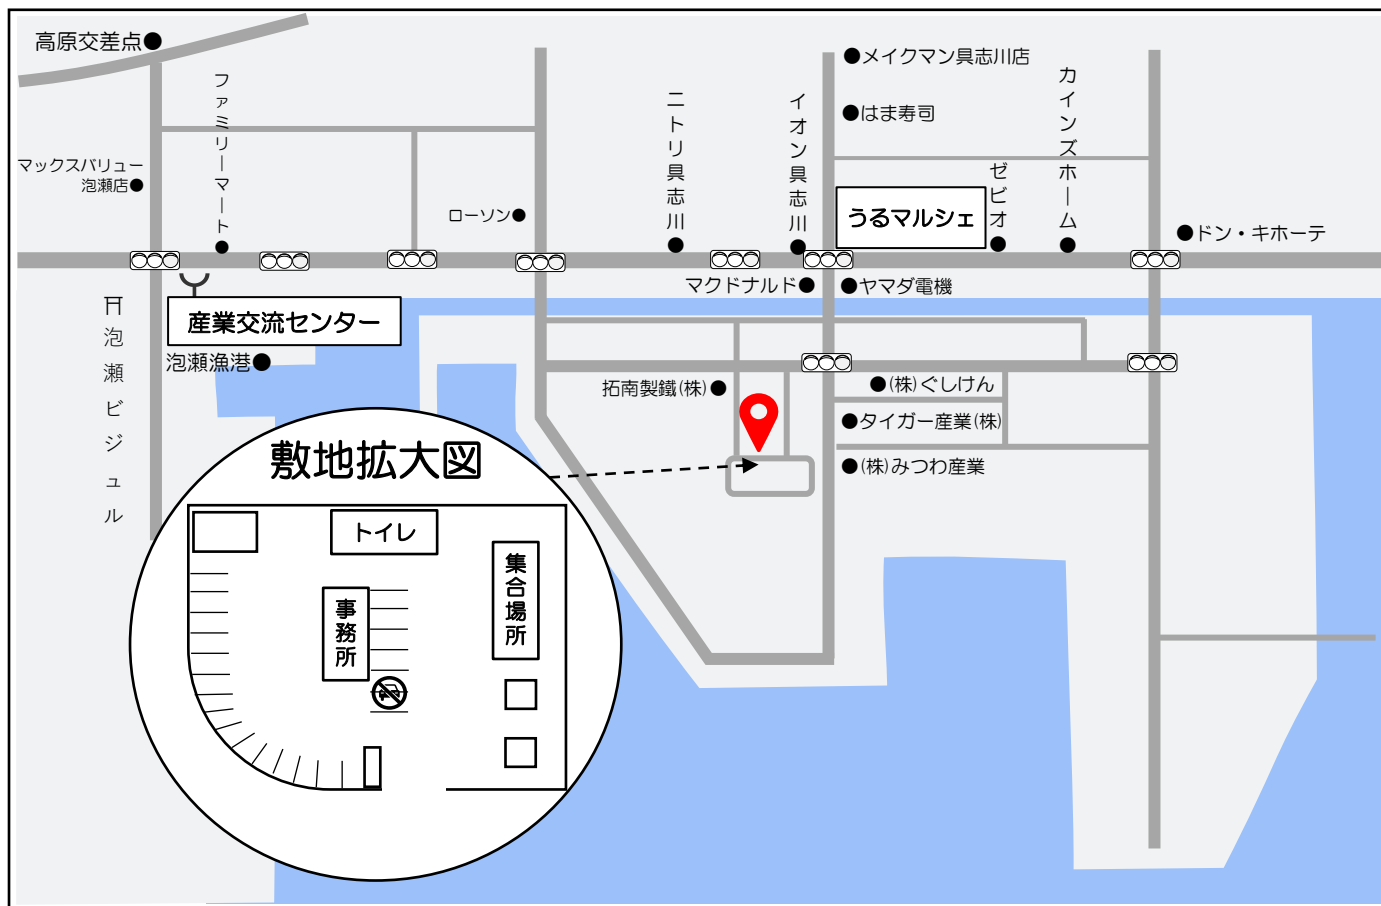 高原交差点
メイクマン具志川店
カインズホーム
ファミリーマート
ニトリ具志川
イオン具志川
はま寿司
マックスバリュー
泡瀬店
ゼビオ
ローソン
うるマルシェ
ドン・キホーテ
マクドナルド
ヤマダ電機
泡瀬ビジュル
産業交流センター
泡瀬漁港
拓南製鐵(株)
(株)ぐしけん
タイガー産業(株)
(株)みつわ産業
敷地拡大図
トイレ
集合場所
事務所